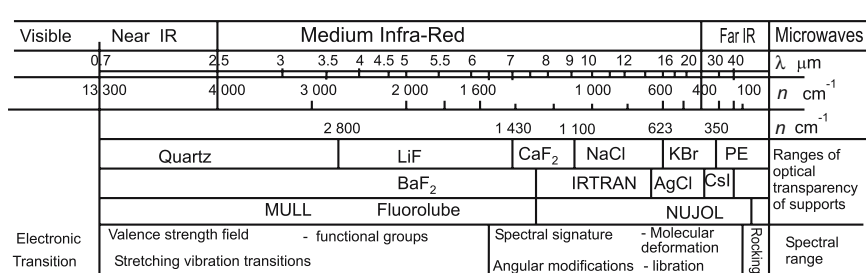 Visible Near IR Medium Infra-Red Far IR Microwaves
0.7 2.5 3 3.5 4 4.5 5 5.5 6 7 8 9 10 12 16 20 30 40 λ μm
13 300 4 000 3 000 2 000 1 600 1 000 600 400 100 n cm-1
2 800 1 430 1 100 623 350 n cm-1
Quartz LiF CaF2 NaCl KBr PE Ranges of
optical
BaF2 IRTRAN AgCl CsI transparency
of supports
MULL Fluorolube NUJOL
Electronic Valence strength field - functional groups Spectral signature - Molecular
deformation
Transition Stretching vibration transitions Angular modifications - libration
Rocking
Spectral
range